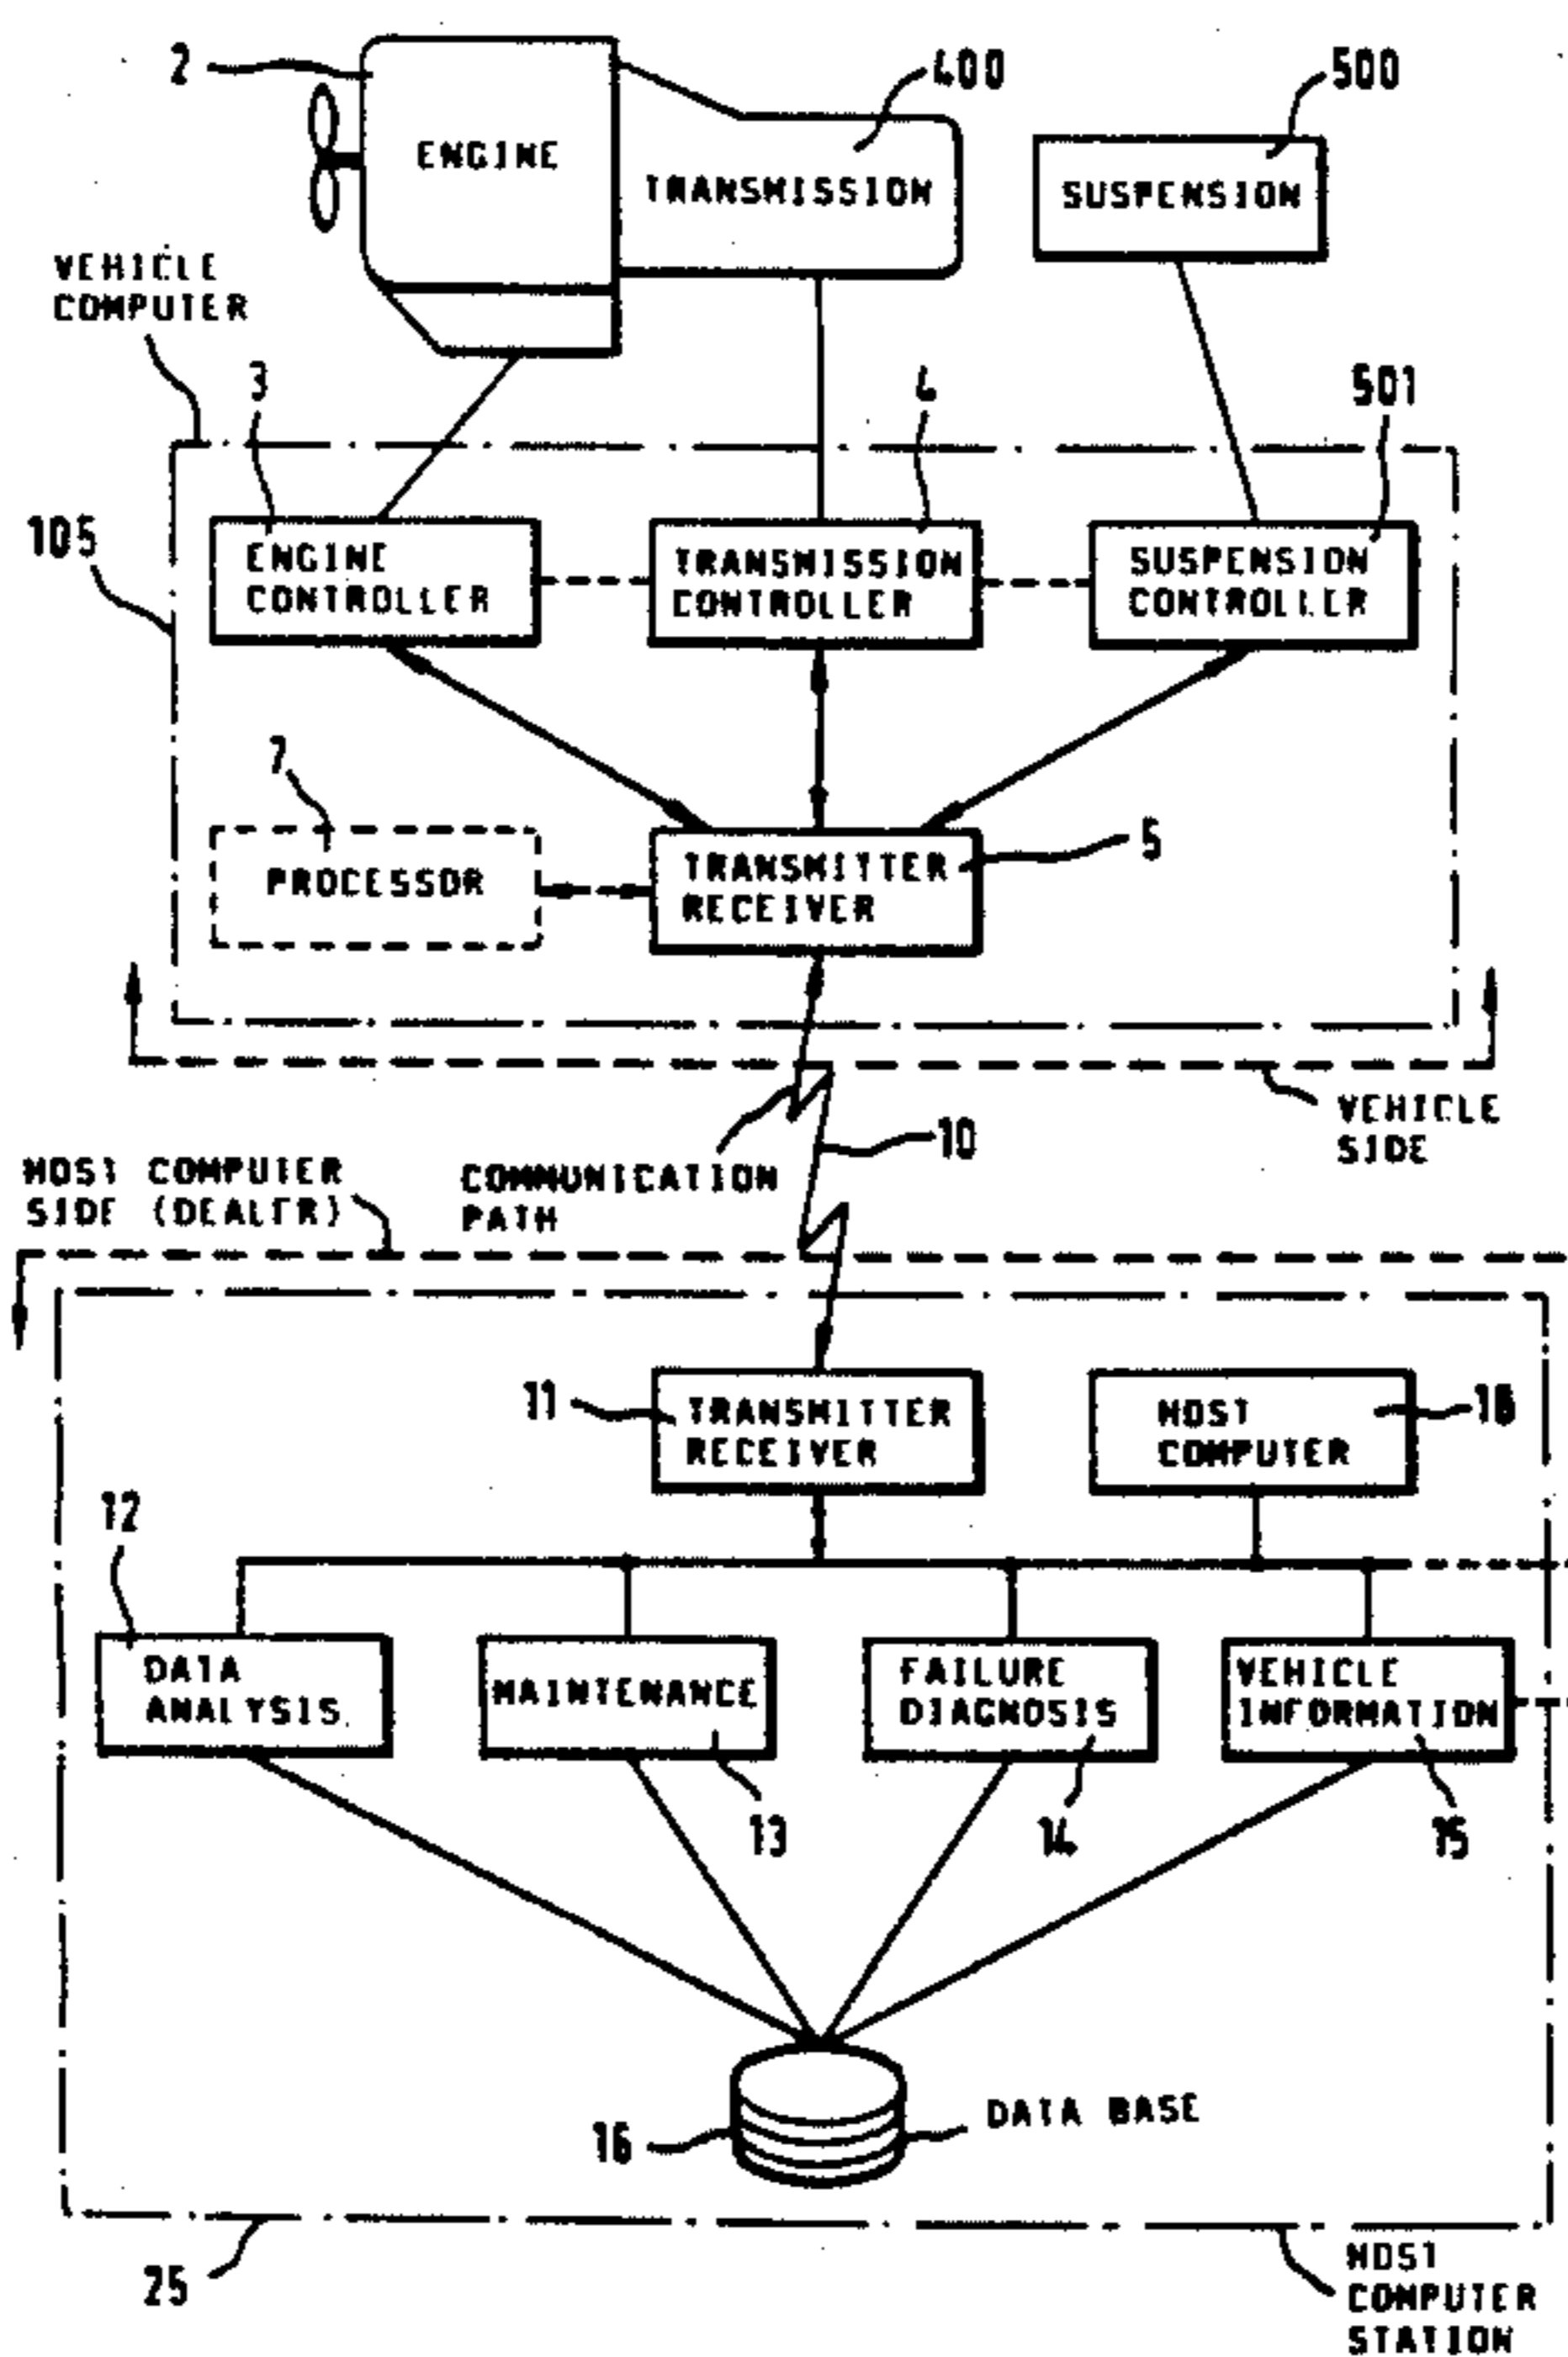 2
400
500
ENGINE
TRANSMISSION
SUSPENSION
VEHICLE
COMPUTER
3
4
501
105
ENGINE
CONTROLLER
TRANSMISSION
CONTROLLER
SUSPENSION
CONTROLLER
7
PROCESSOR
TRANSMITTER
RECEIVER
5
VEHICLE
SIDE
10
HOST COMPUTER
SIDE (DEALER)
COMMUNICATION
PATH
11
TRANSMITTER
RECEIVER
HOST
COMPUTER
18
12
DATA
ANALYSIS
MAINTENANCE
FAILURE
DIAGNOSIS
VEHICLE
INFORMATION
13
14
15
16
DATA BASE
25
HOST
COMPUTER
STATION